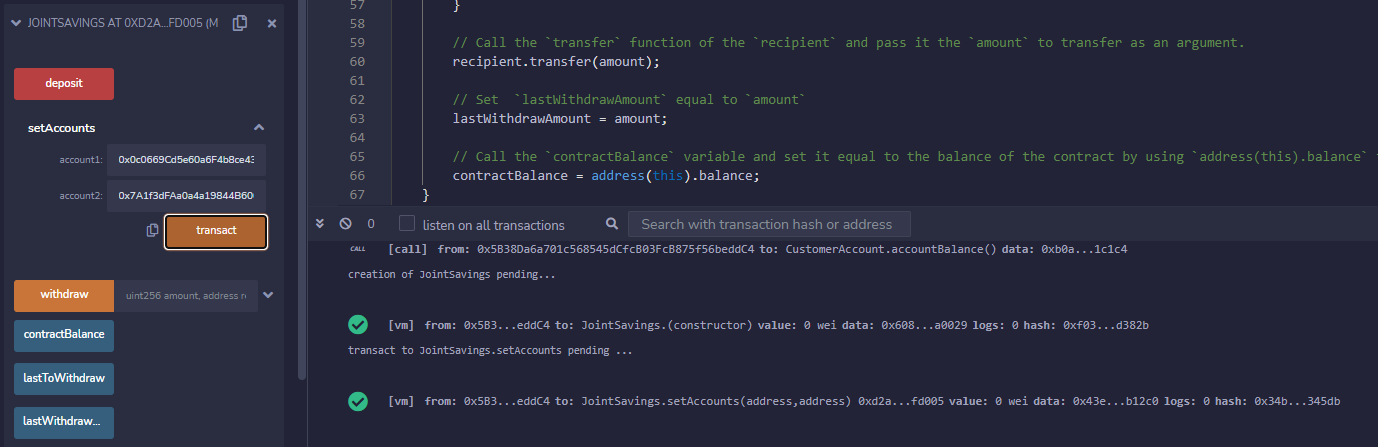 JOINTSAVINGS AT 0XD2A...FD005 (M
deposit
setAccounts
account1: 0x0c0669Cd5e60a6F4b8ce43
account2: 0x7A1f3dFAa0a4a19844B60
transact
withdraw uint256 amount, address re
contractBalance
lastToWithdraw
lastWithdraw...
57 }
58
59 // Call the `transfer` function of the `recipient` and pass it the `amount` to transfer as an argument.
60 recipient.transfer(amount);
61
62 // Set  `lastWithdrawAmount` equal to `amount`
63 lastWithdrawAmount = amount;
64
65 // Call the `contractBalance` variable and set it equal to the balance of the contract by using `address(this).balance`
66 contractBalance = address(this).balance;
67 }
0 listen on all transactions Search with transaction hash or address
CALL [call] from: 0x5B38Da6a701c568545dCfcB03FcB875f56beddC4 to: CustomerAccount.accountBalance() data: 0xb0a...1c1c4
creation of JointSavings pending...
[vm] from: 0x5B3...eddC4 to: JointSavings.(constructor) value: 0 wei data: 0x608...a0029 logs: 0 hash: 0xf03...d382b
transact to JointSavings.setAccounts pending ...
[vm] from: 0x5B3...eddC4 to: JointSavings.setAccounts(address,address) 0xd2a...fd005 value: 0 wei data: 0x43e...b12c0 logs: 0 hash: 0x34b...345db